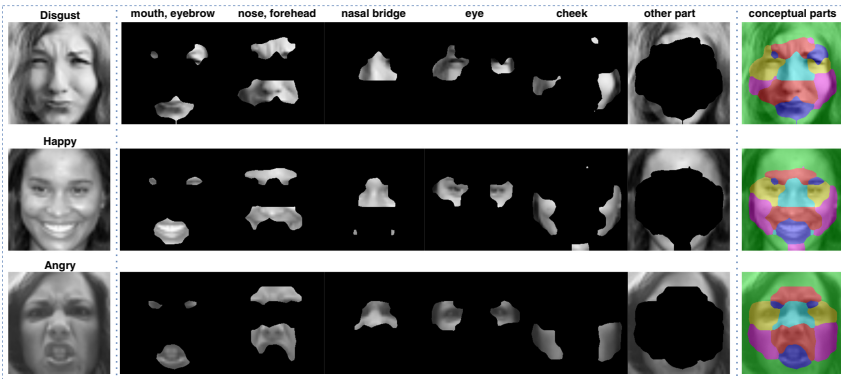 Disgust mouth, eyebrow nose, forehead nasal bridge eye cheek other part conceptual parts
Happy
Angry